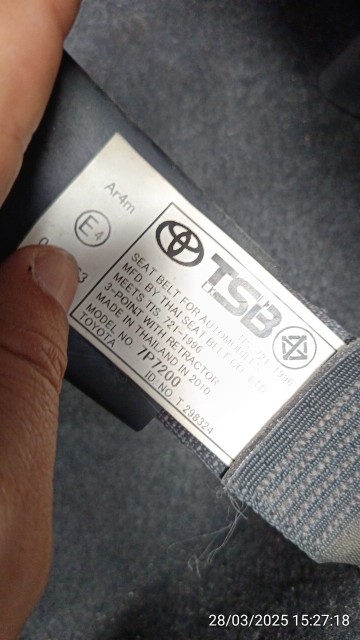 Ar4m
E4
TSB
SEAT BELT FOR AUTOMOBILE
MFD. BY THAI SEAT BELT CO., LTD.
MEETS TIS 721.1996
3-POINT WITH RETRACTOR
MADE IN THAILAND IN 2010
MODEL NO. 7P7200
TOYOTA ID. NO. T 298324
28/03/2025 15:27:18